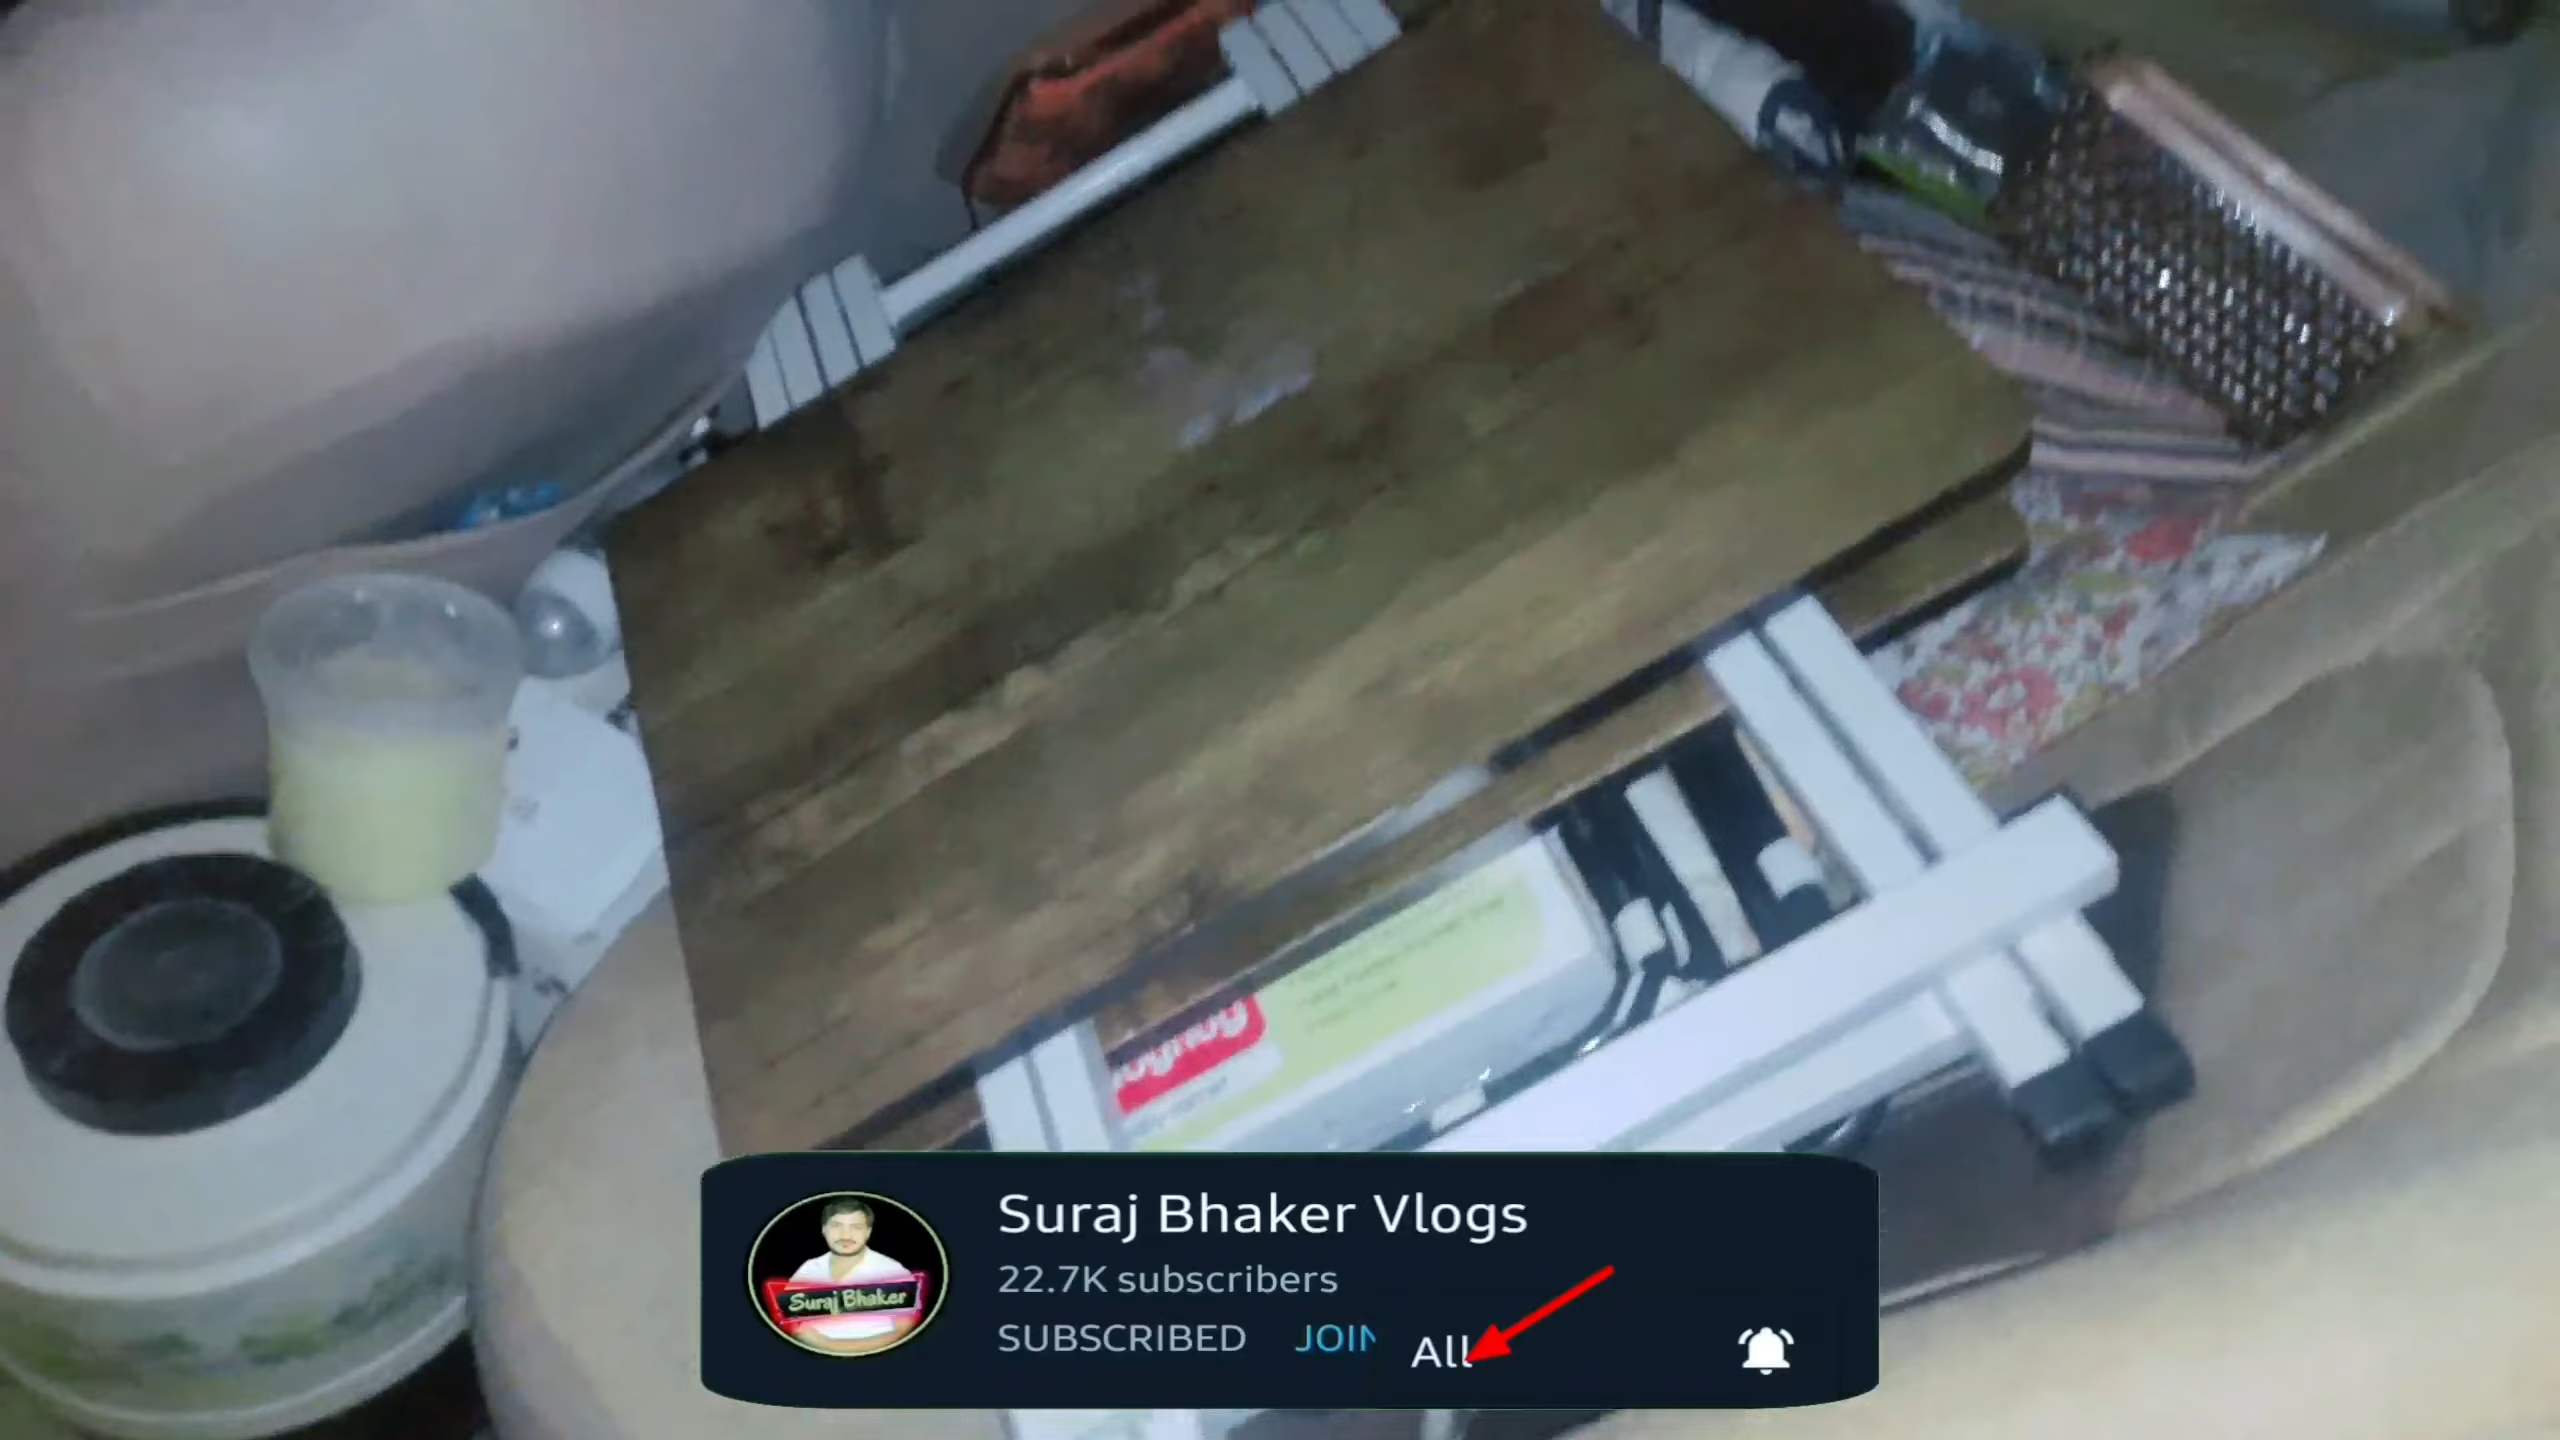 Suraj Bhaker Vlogs
22.7K subscribers
SUBSCRIBED JOIN
All
Suraj Bhaker